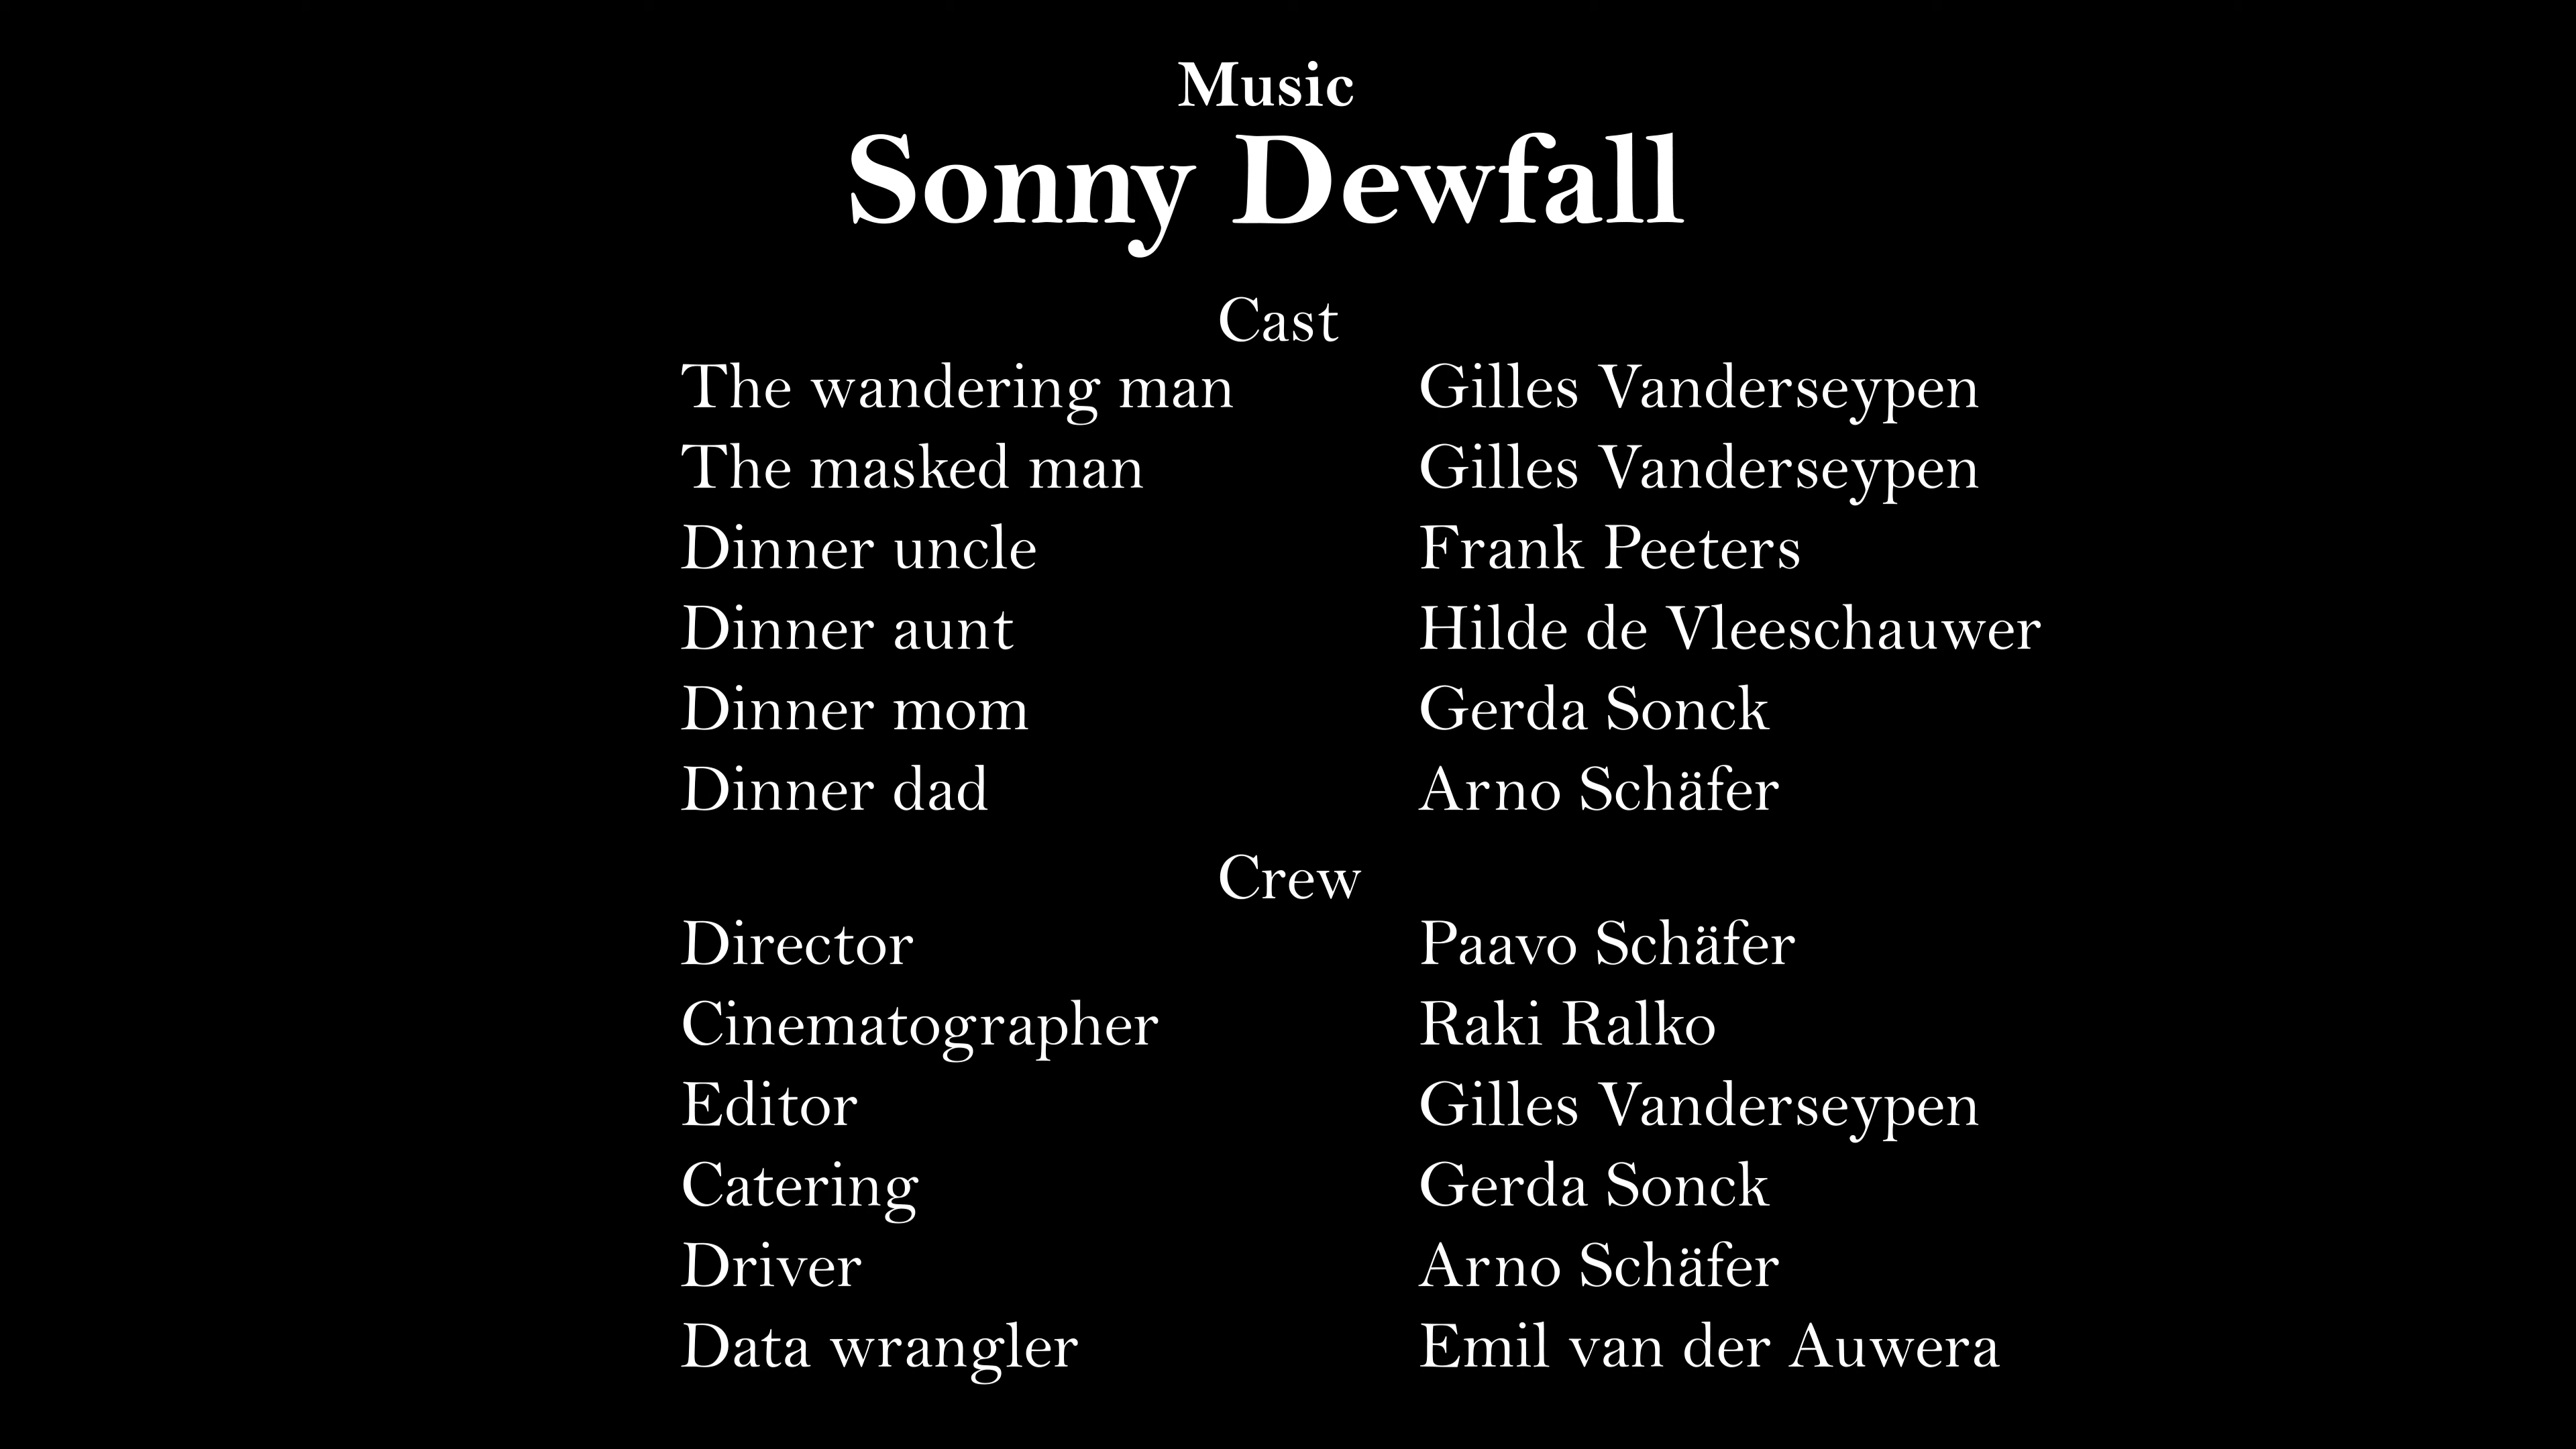 Music
Sonny Dewfall
Cast
The wandering man Gilles Vanderseypen
The masked man Gilles Vanderseypen
Dinner uncle Frank Peeters
Dinner aunt Hilde de Vleeschauwer
Dinner mom Gerda Sonck
Dinner dad Arno Schäfer
Crew
Director Paavo Schäfer
Cinematographer Raki Ralko
Editor Gilles Vanderseypen
Catering Gerda Sonck
Driver Arno Schäfer
Data wrangler Emil van der Auwera